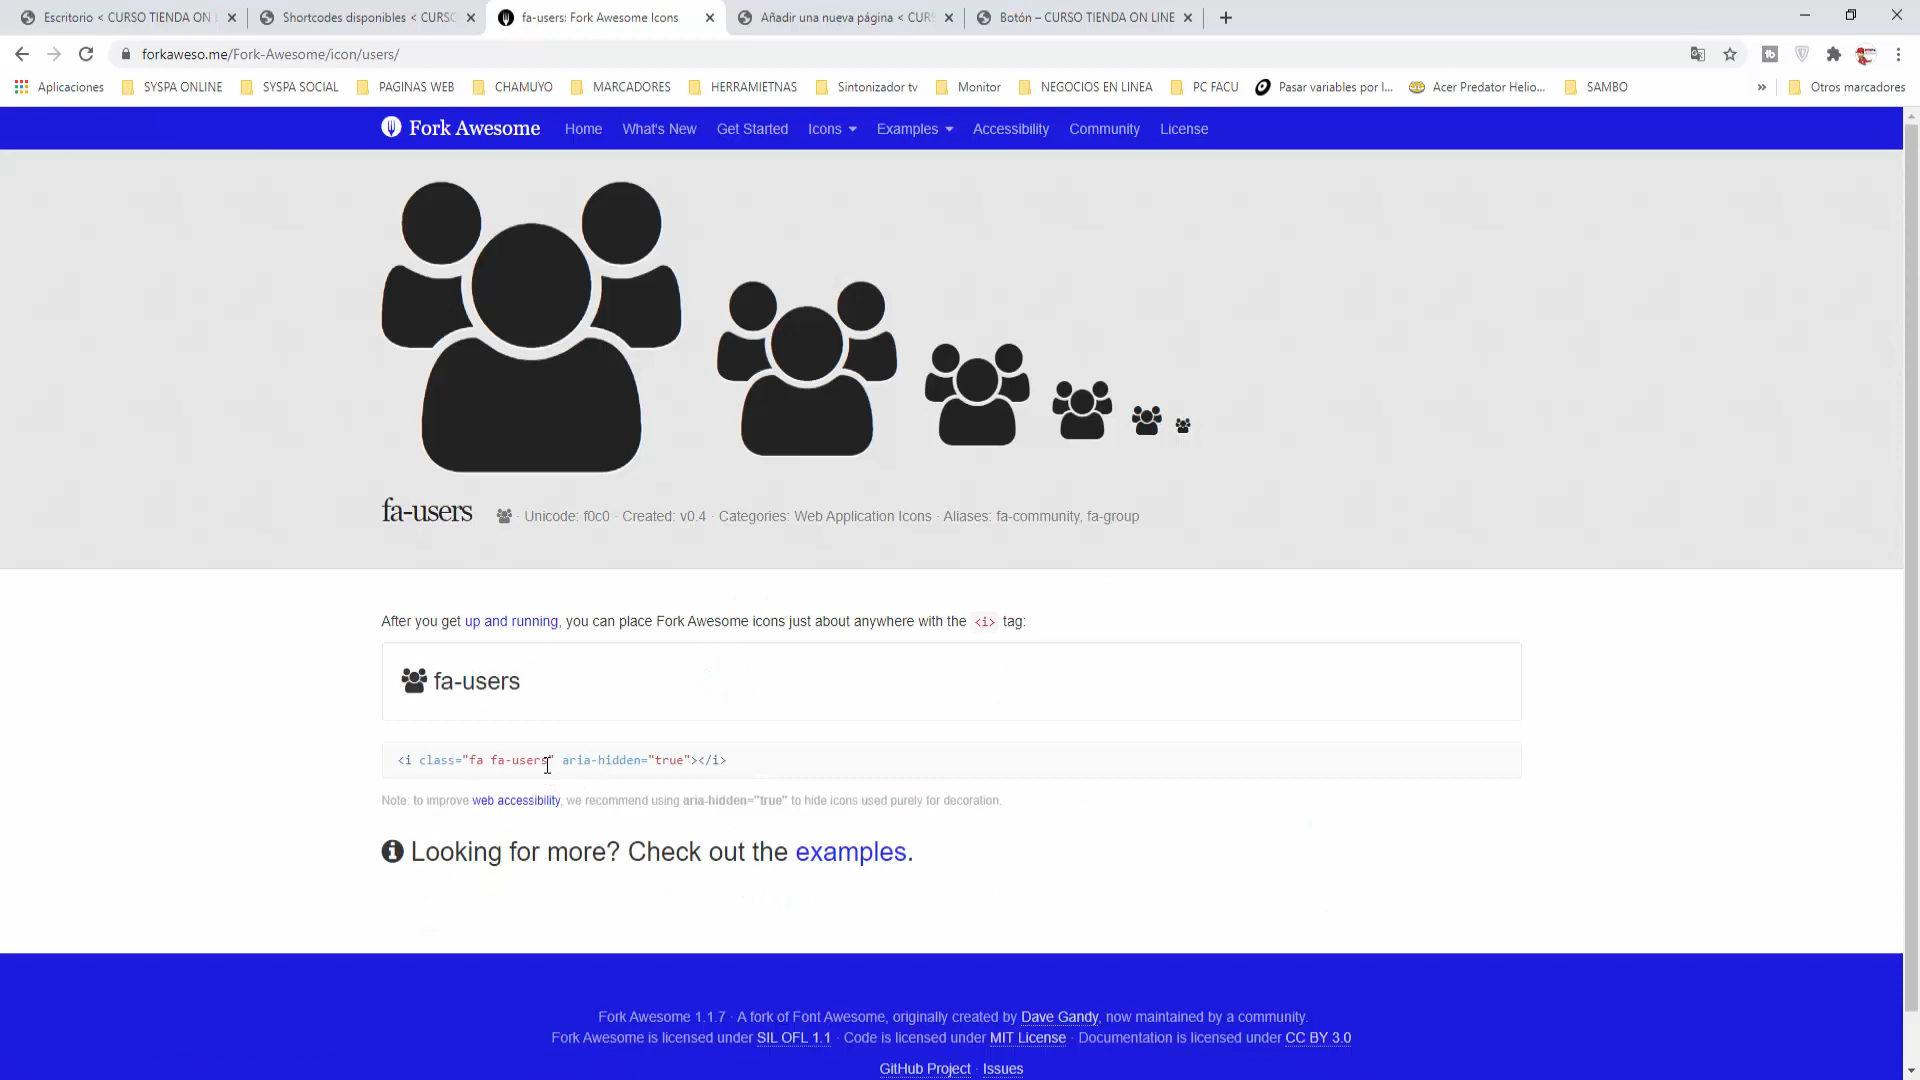 Escritorio < CURSO TIENDA ON L
Shortcodes disponibles < CURSC
fa-users: Fork Awesome Icons
Añadir una nueva página < CURS
Botón – CURSO TIENDA ON LINE
forkaweso.me/Fork-Awesome/icon/users/
Aplicaciones
SYSPA ONLINE
SYSPA SOCIAL
PAGINAS WEB
CHAMUYO
MARCADORES
HERRAMIETNAS
Sintonizador tv
Monitor
NEGOCIOS EN LINEA
PC FACU
Pasar variables por l...
Acer Predator Helio...
SAMBO
»
Otros marcadores
Fork Awesome
Home
What's New
Get Started
Icons
Examples
Accessibility
Community
License
fa-users · Unicode: f0c0 · Created: v0.4 · Categories: Web Application Icons · Aliases: fa-community, fa-group
After you get up and running, you can place Fork Awesome icons just about anywhere with the <i> tag:
fa-users
<i class="fa fa-users" aria-hidden="true"></i>
Note: to improve web accessibility, we recommend using aria-hidden="true" to hide icons used purely for decoration.
Looking for more? Check out the examples.
Fork Awesome 1.1.7 · A fork of Font Awesome, originally created by Dave Gandy, now maintained by a community.
Fork Awesome is licensed under SIL OFL 1.1 · Code is licensed under MIT License · Documentation is licensed under CC BY 3.0
GitHub Project · Issues